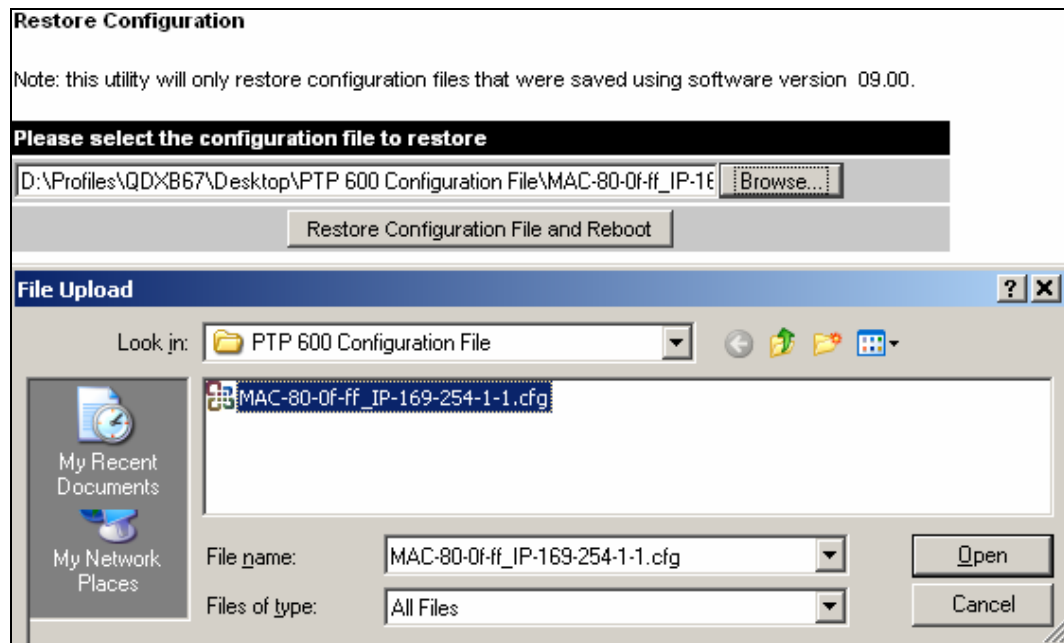 Restore Configuration
Note: this utility will only restore configuration files that were saved using software version 09.00.
Please select the configuration file to restore
D:\Profiles\QDXB67\Desktop\PTP 600 Configuration File\MAC-80-0f-ff_IP-16 Browse...
Restore Configuration File and Reboot
File Upload
Look in: PTP 600 Configuration File
MAC-80-0f-ff_IP-169-254-1-1.cfg
My Recent
Documents
My Network
Places
File name: MAC-80-0f-ff_IP-169-254-1-1.cfg Open
Files of type: All Files Cancel